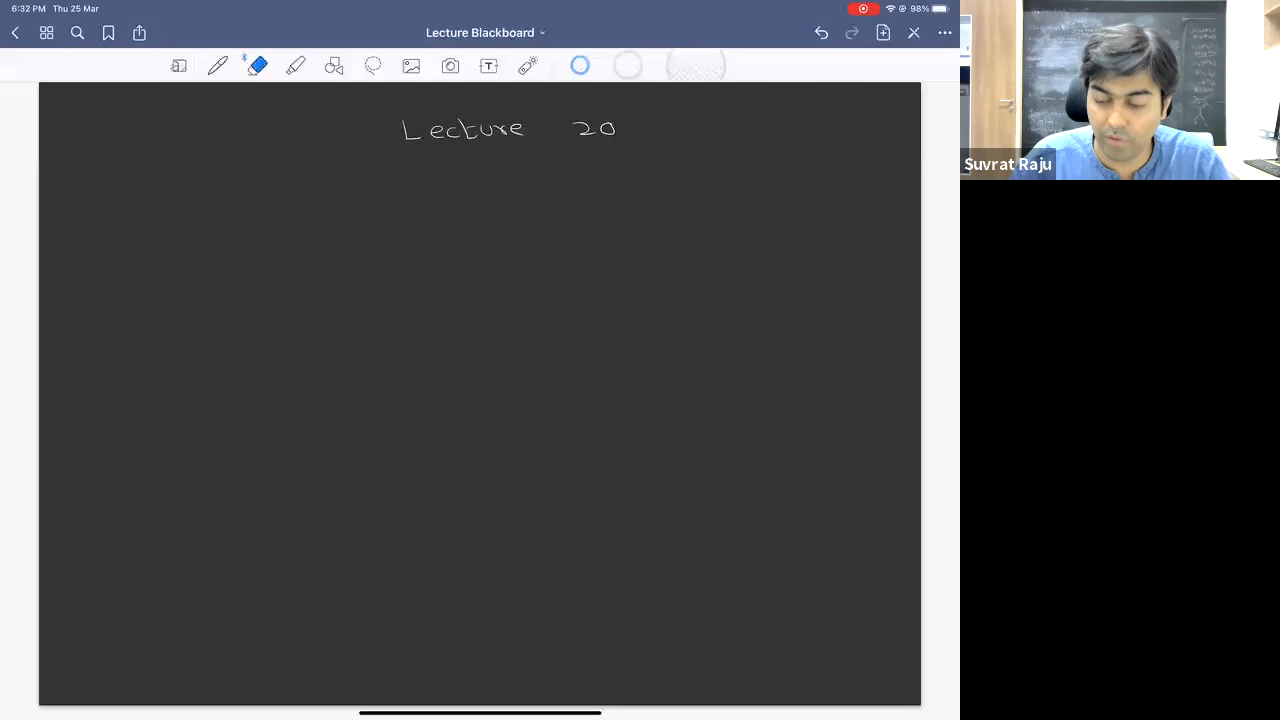 6:32 PM Thu 25 Mar
98%
Lecture Blackboard
T
Lecture 20
Suvrat Raju